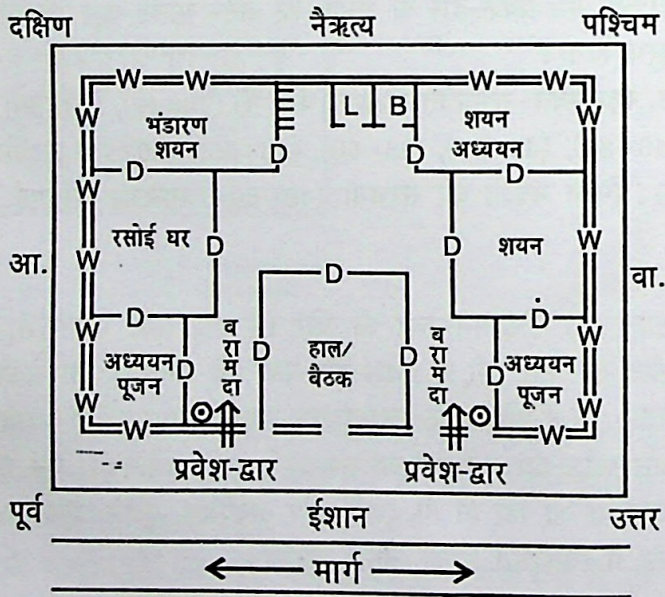 दक्षिण नैऋत्य पश्चिम
W W W W
W L B W
भंडारण शयन
शयन अध्ययन
D D
D D
W W
रसोई घर D D शयन
आ. W D W वा.
D D
W व रा म दा D हाल/ D व रा म दा W
अध्ययन D बैठक D अध्ययन
पूजन पूजन
W W
W W
प्रवेश-द्वार प्रवेश-द्वार
पूर्व ईशान उत्तर
मार्ग